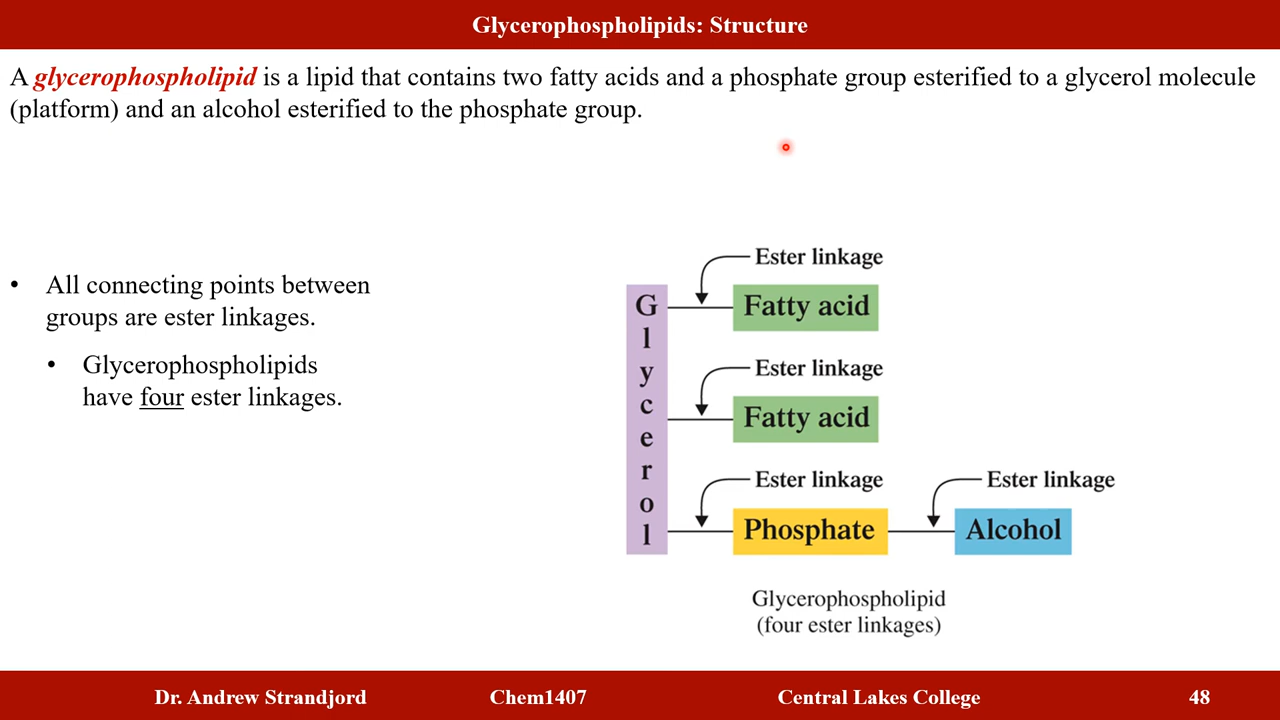 Glycerophospholipids: Structure
A glycerophospholipid is a lipid that contains two fatty acids and a phosphate group esterified to a glycerol molecule
(platform) and an alcohol esterified to the phosphate group.
• All connecting points between
groups are ester linkages.
• Glycerophospholipids
have four ester linkages.
Glycerol
Ester linkage
Fatty acid
Ester linkage
Fatty acid
Ester linkage
Ester linkage
Phosphate
Alcohol
Glycerophospholipid
(four ester linkages)
Dr. Andrew Strandjord Chem1407 Central Lakes College 48